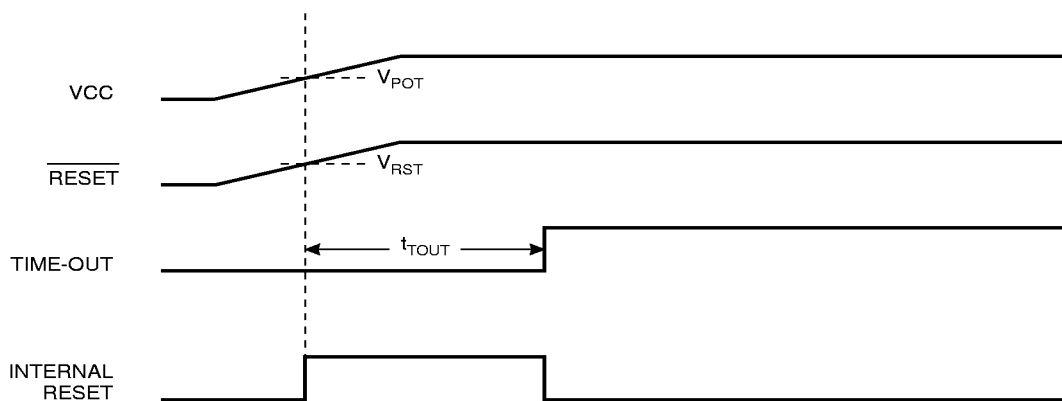 VCC
VPOT
RESET
VRST
tTOUT
TIME-OUT
INTERNAL
RESET